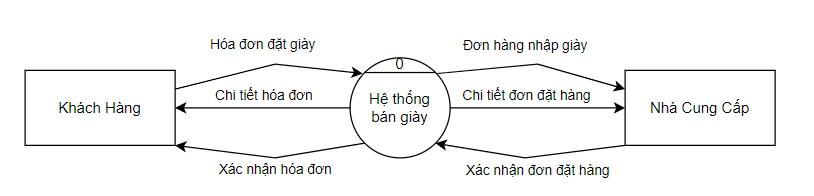 Hóa đơn đặt giày
Đơn hàng nhập giày
0
Khách Hàng
Chi tiết hóa đơn
Hệ thống
bán giày
Chi tiết đơn đặt hàng
Nhà Cung Cấp
Xác nhận hóa đơn
Xác nhận đơn đặt hàng